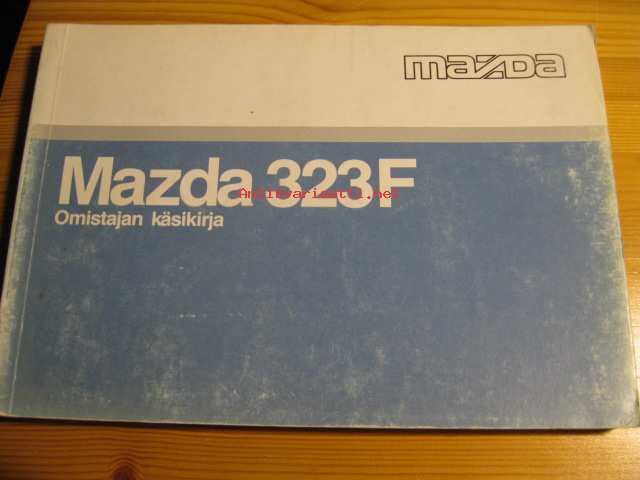 mazda
Mazda 323F
Antikvariaatti.net
Omistajan käsikirja